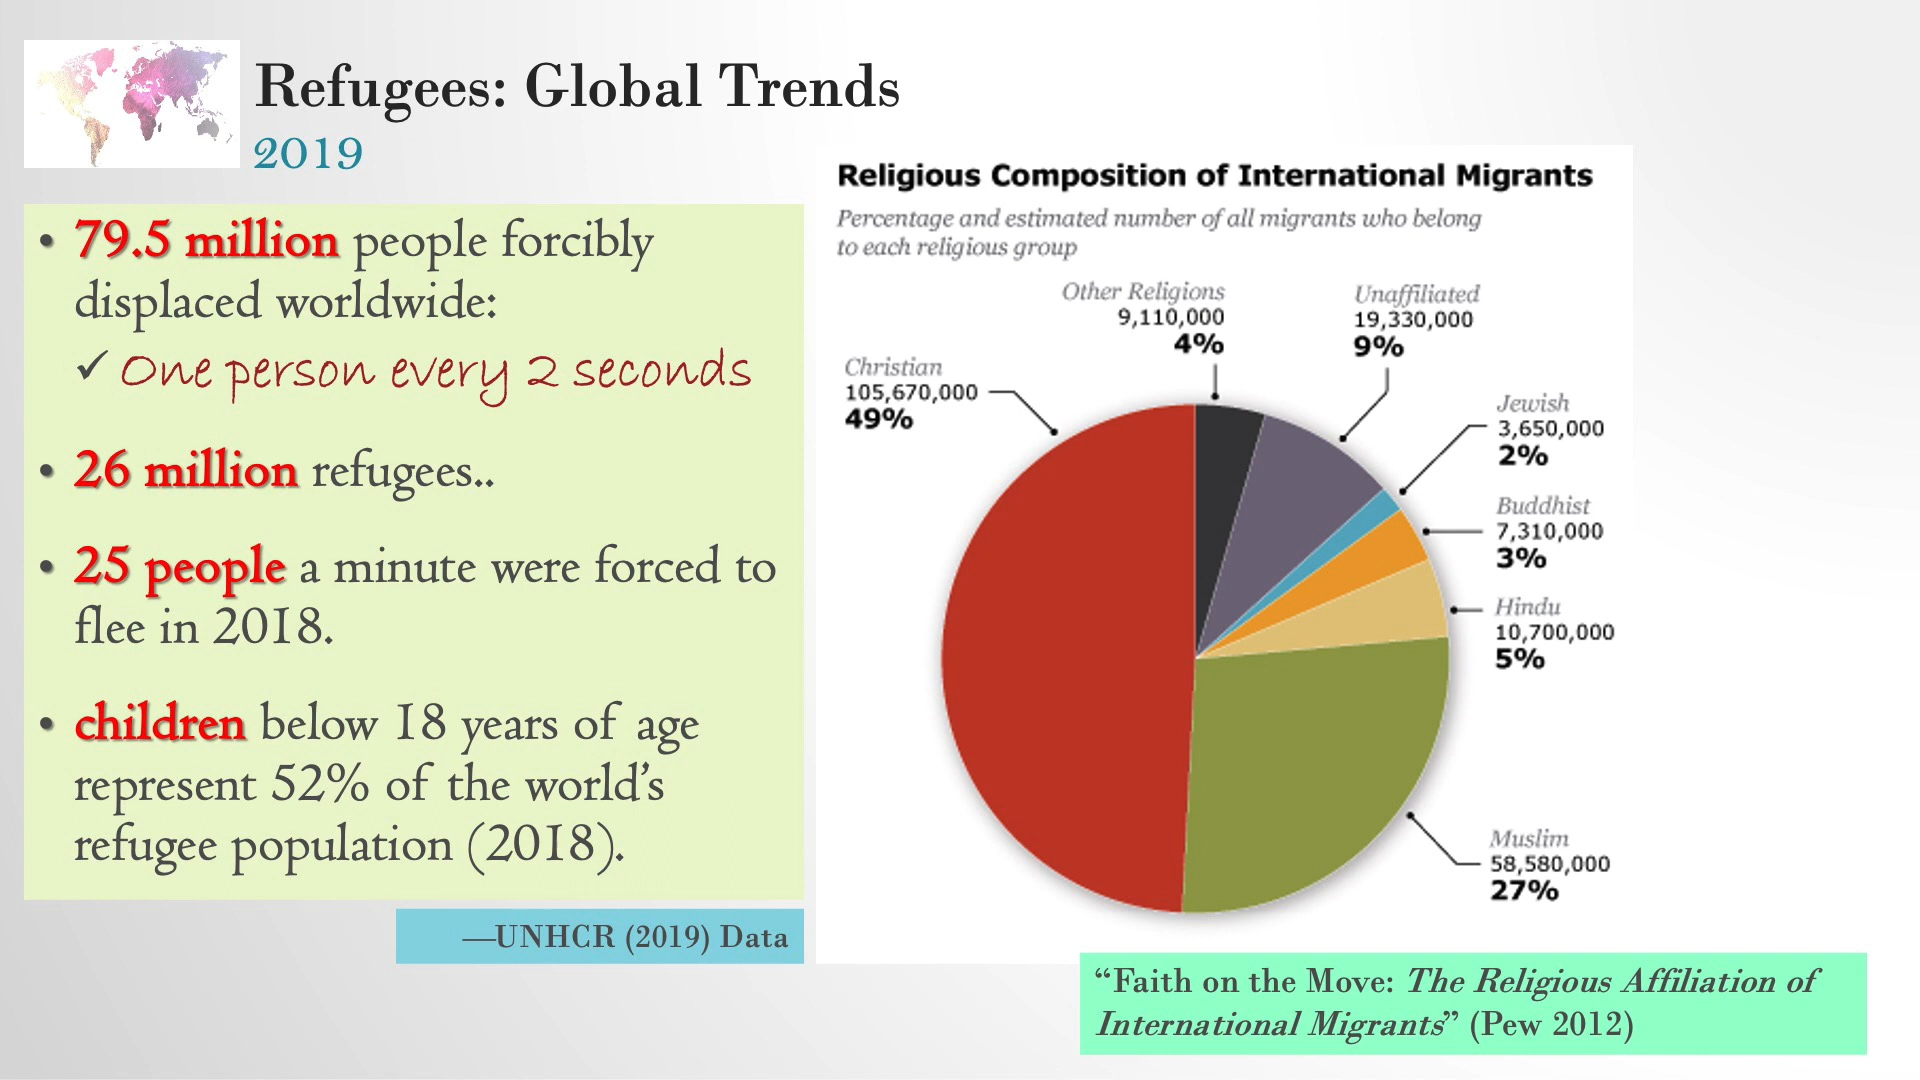 Refugees: Global Trends
2019
• 79.5 million people forcibly
displaced worldwide:
✓ One person every 2 seconds
• 26 million refugees..
• 25 people a minute were forced to
flee in 2018.
• children below 18 years of age
represent 52% of the world’s
refugee population (2018).
—UNHCR (2019) Data
Religious Composition of International Migrants
Percentage and estimated number of all migrants who belong
to each religious group
Other Religions
9,110,000
4%
Unaffiliated
19,330,000
9%
Christian
105,670,000
49%
Jewish
3,650,000
2%
Buddhist
7,310,000
3%
Hindu
10,700,000
5%
Muslim
58,580,000
27%
“Faith on the Move: The Religious Affiliation of
International Migrants” (Pew 2012)